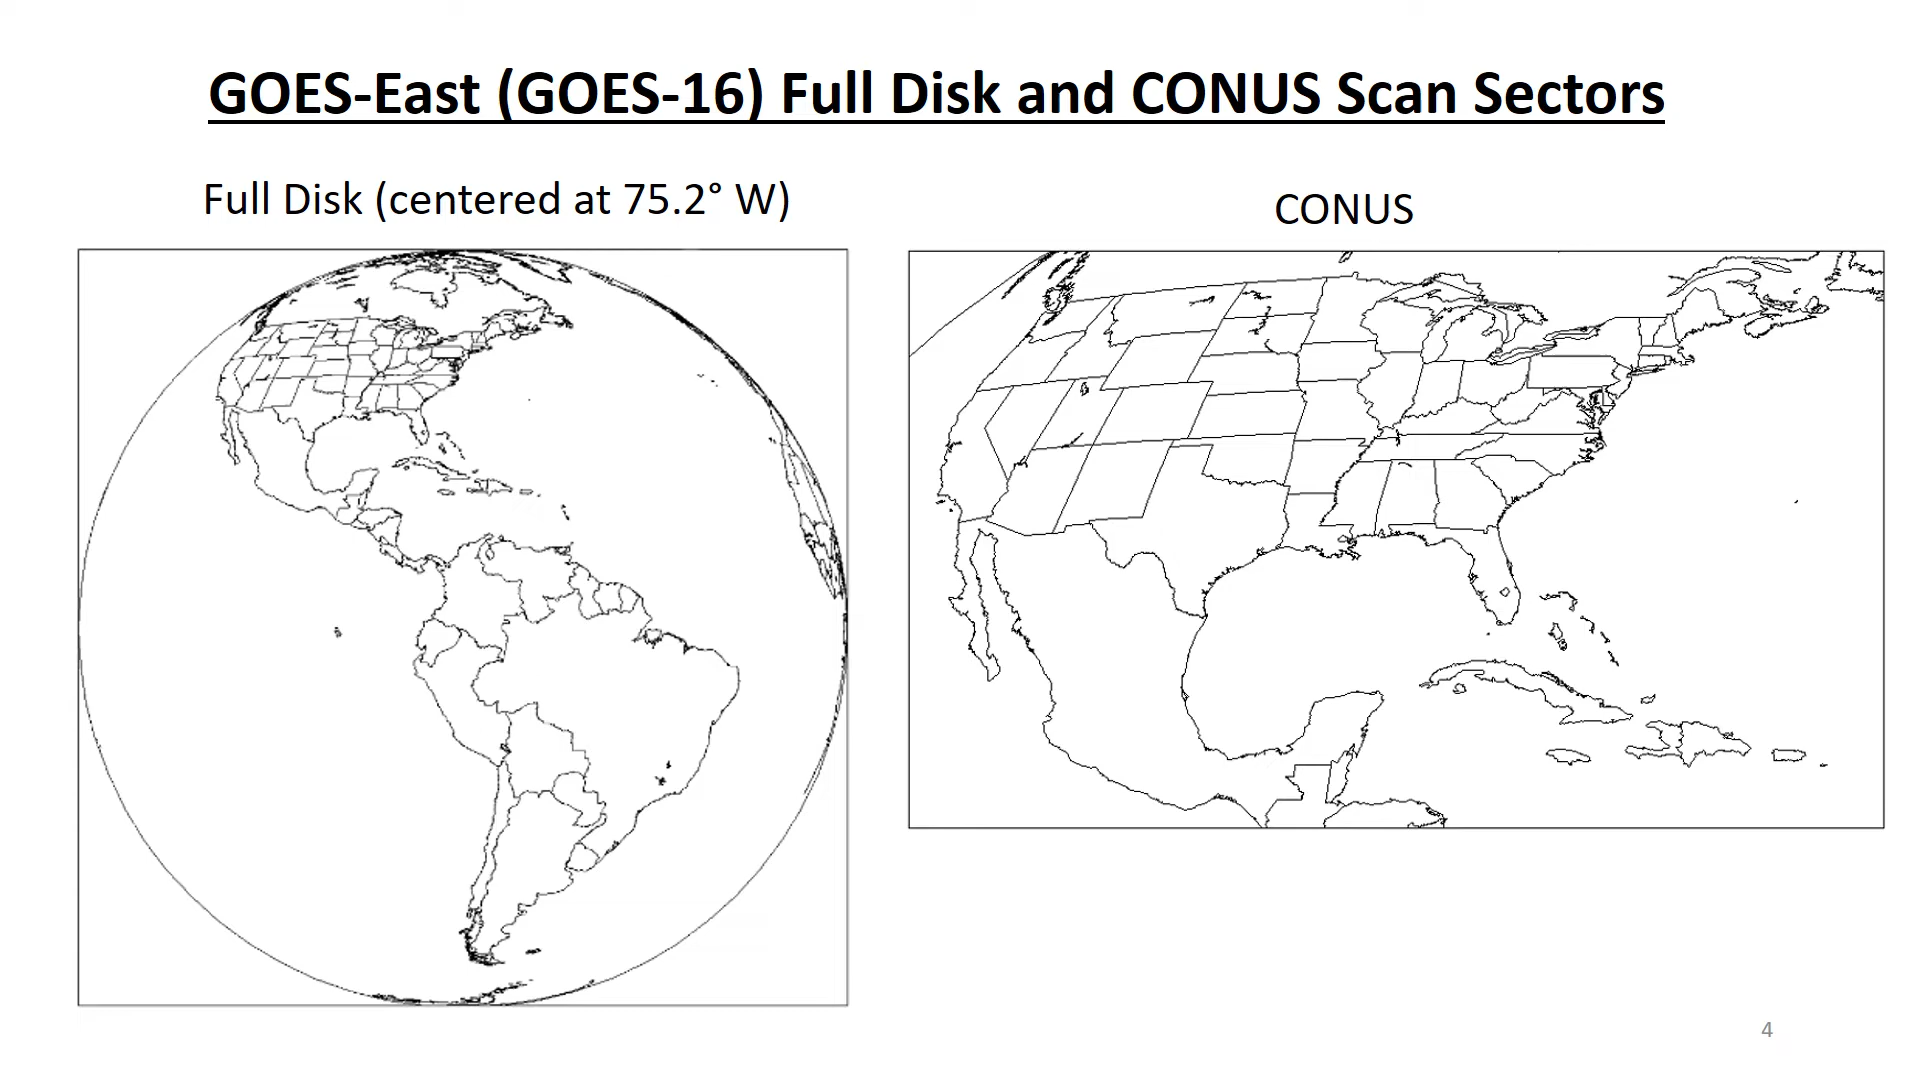 GOES-East (GOES-16) Full Disk and CONUS Scan Sectors
Full Disk (centered at 75.2° W)
CONUS
4